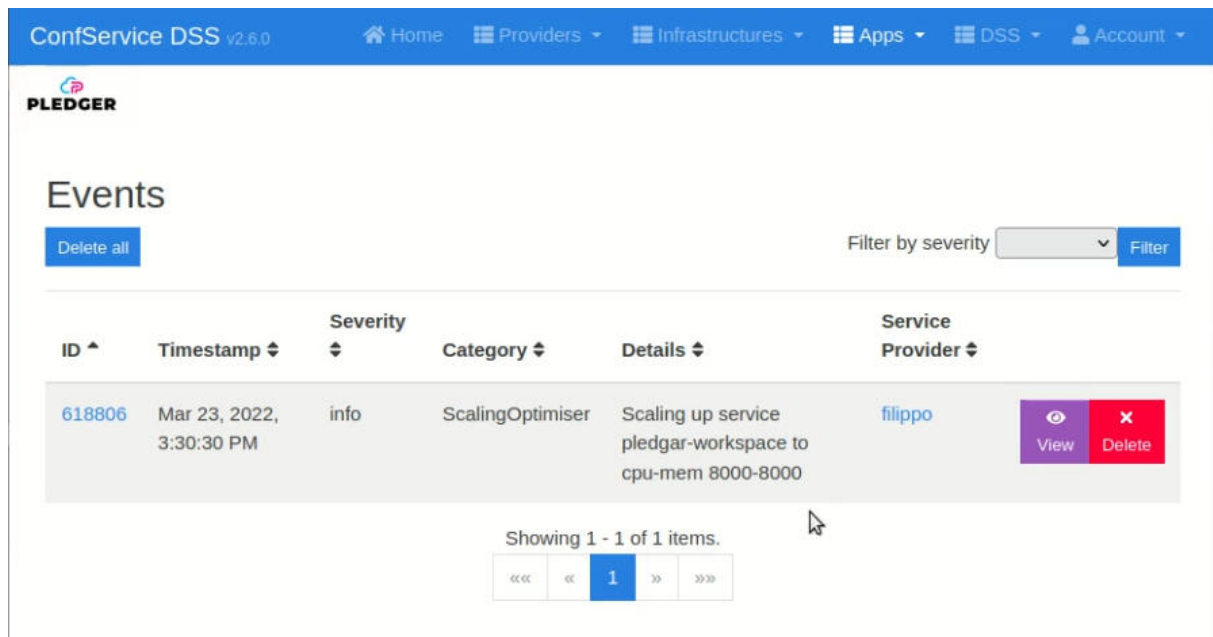 ConfService DSS v2.6.0 Home Providers Infrastructures Apps DSS Account
PLEDGER
Events
Delete all
Filter by severity Filter
ID Timestamp Severity Category Details Service Provider
618806 Mar 23, 2022, 3:30:30 PM info ScalingOptimiser Scaling up service pledgar-workspace to cpu-mem 8000-8000 filippo View Delete
Showing 1 - 1 of 1 items.
«« « 1 » »»